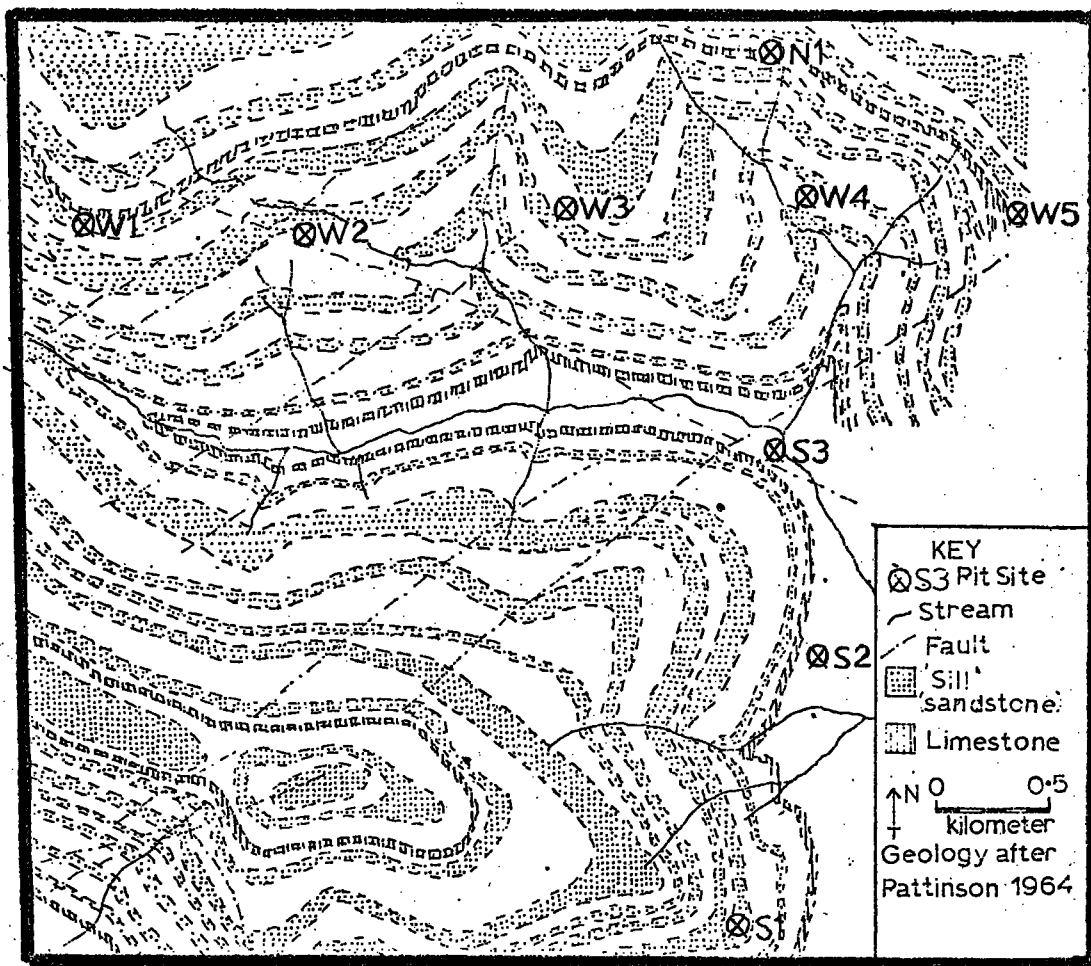 N1
W1
W2
W3
W4
W5
S3
S2
S1
KEY
S3 Pit Site
Stream
Fault
'Sill'
sandstone
Limestone
N 0 0·5
kilometer
Geology after
Pattinson 1964